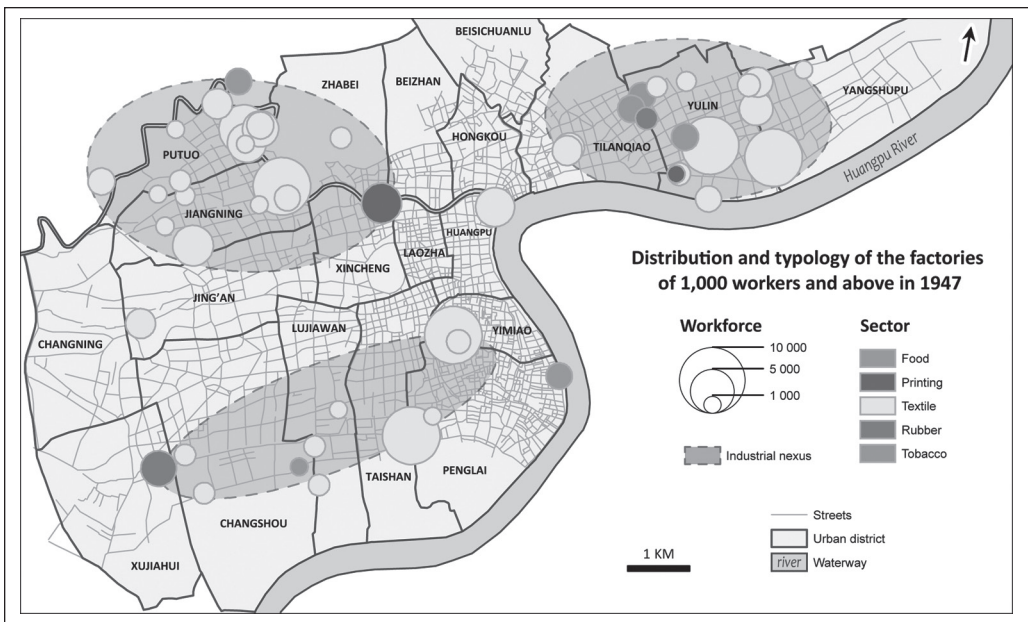 BEISICHUANLU
ZHABEI
BEIZHAN
YANGSHUPU
YULIN
HONGKOU
TILANQIAO
PUTUO
Huangpu River
JIANGNING
HUANGPU
LAOZHA
XINCHENG
JING'AN
LUJIAWAN
YIMIAO
CHANGNING
TAISHAN
PENGLAI
CHANGSHOU
XUJIAHUI
Distribution and typology of the factories
of 1,000 workers and above in 1947
Workforce
10 000
5 000
1 000
Industrial nexus
Sector
Food
Printing
Textile
Rubber
Tobacco
1 KM
Streets
Urban district
river Waterway